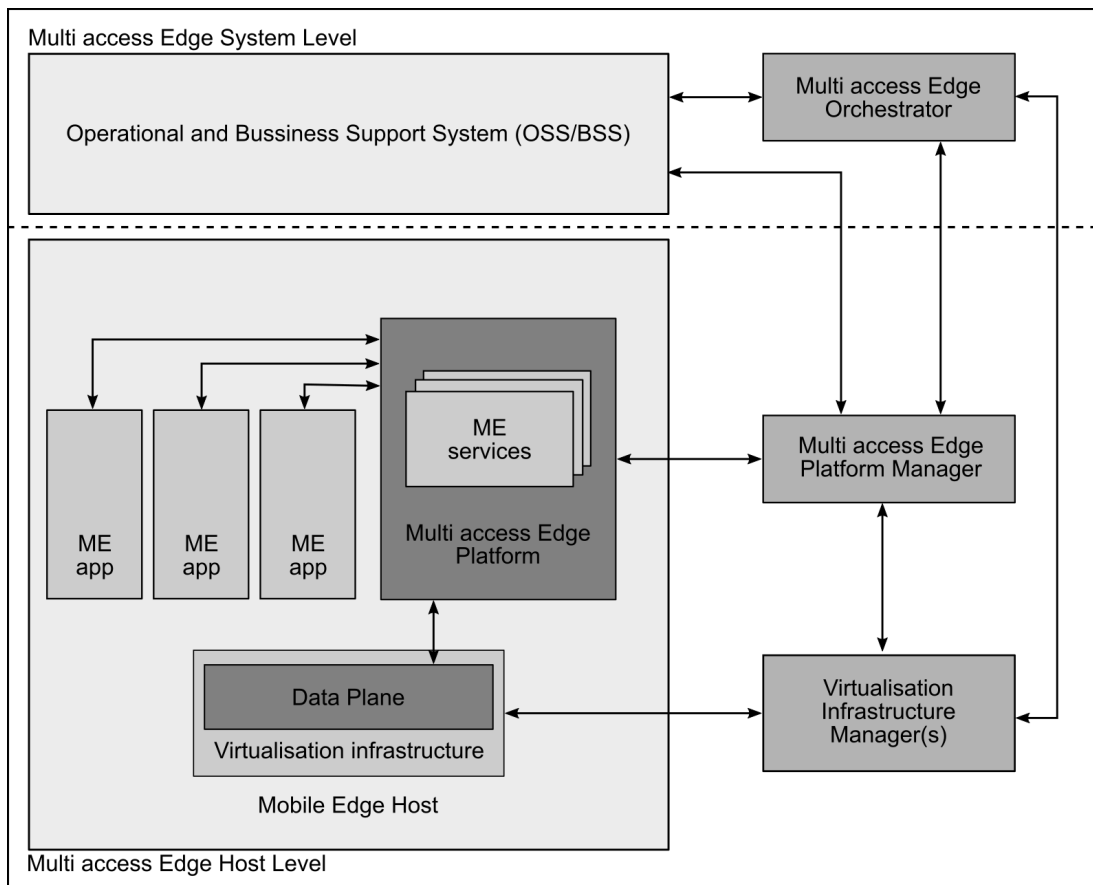 Multi access Edge System Level
Operational and Bussiness Support System (OSS/BSS)
Multi access Edge
Orchestrator
ME
services
Multi access Edge
Platform
ME
app
ME
app
ME
app
Multi access Edge
Platform Manager
Data Plane
Virtualisation infrastructure
Virtualisation
Infrastructure
Manager(s)
Mobile Edge Host
Multi access Edge Host Level